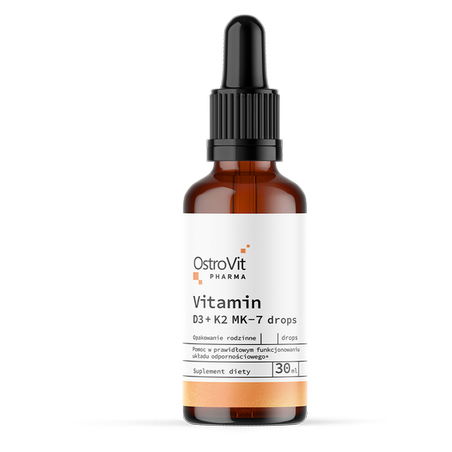 OstroVit
PHARMA
Vitamin
D3+K2 MK-7 drops
Opakowanie rodzinne drops
Pomoc w prawidłowym funkcjonowaniu
układu odpornościowego*
Suplement diety 30 ml